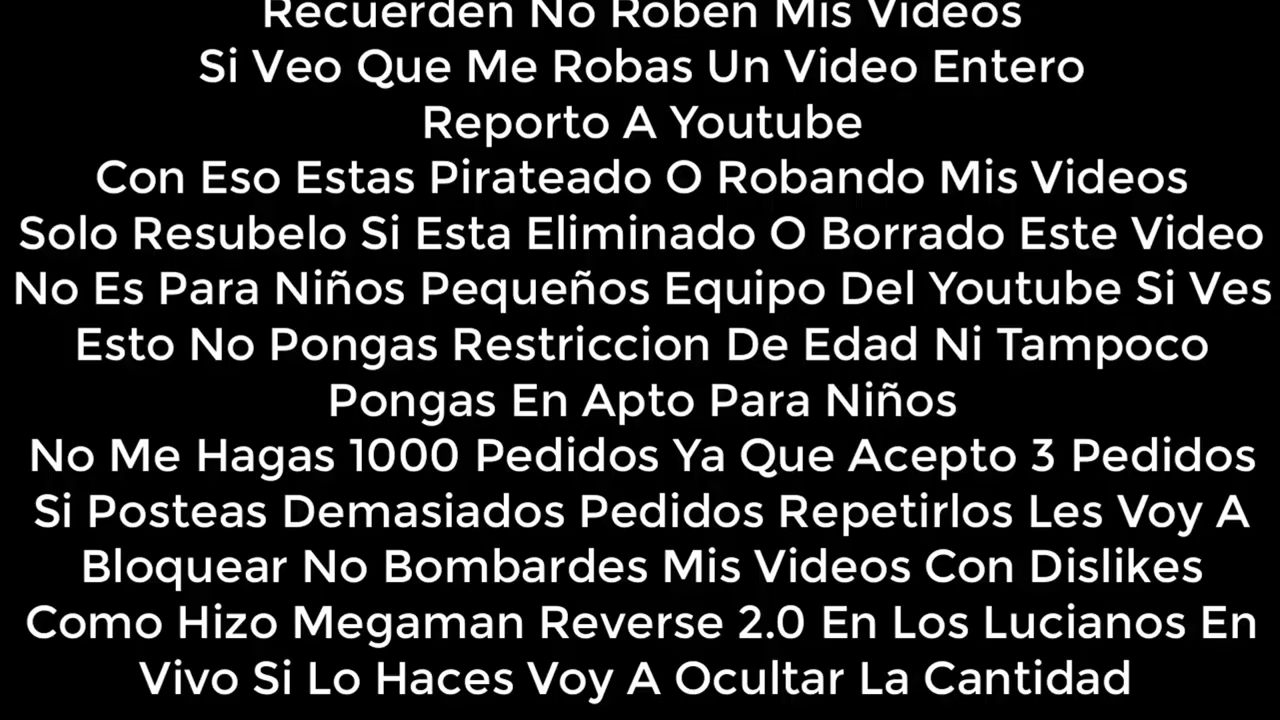 Recuerden No Roben Mis Videos
Si Veo Que Me Robas Un Video Entero
Reporto A Youtube
Con Eso Estas Pirateado O Robando Mis Videos
Solo Resubelo Si Esta Eliminado O Borrado Este Video
No Es Para Niños Pequeños Equipo Del Youtube Si Ves
Esto No Pongas Restriccion De Edad Ni Tampoco
Pongas En Apto Para Niños
No Me Hagas 1000 Pedidos Ya Que Acepto 3 Pedidos
Si Posteas Demasiados Pedidos Repetirlos Les Voy A
Bloquear No Bombardes Mis Videos Con Dislikes
Como Hizo Megaman Reverse 2.0 En Los Lucianos En
Vivo Si Lo Haces Voy A Ocultar La Cantidad